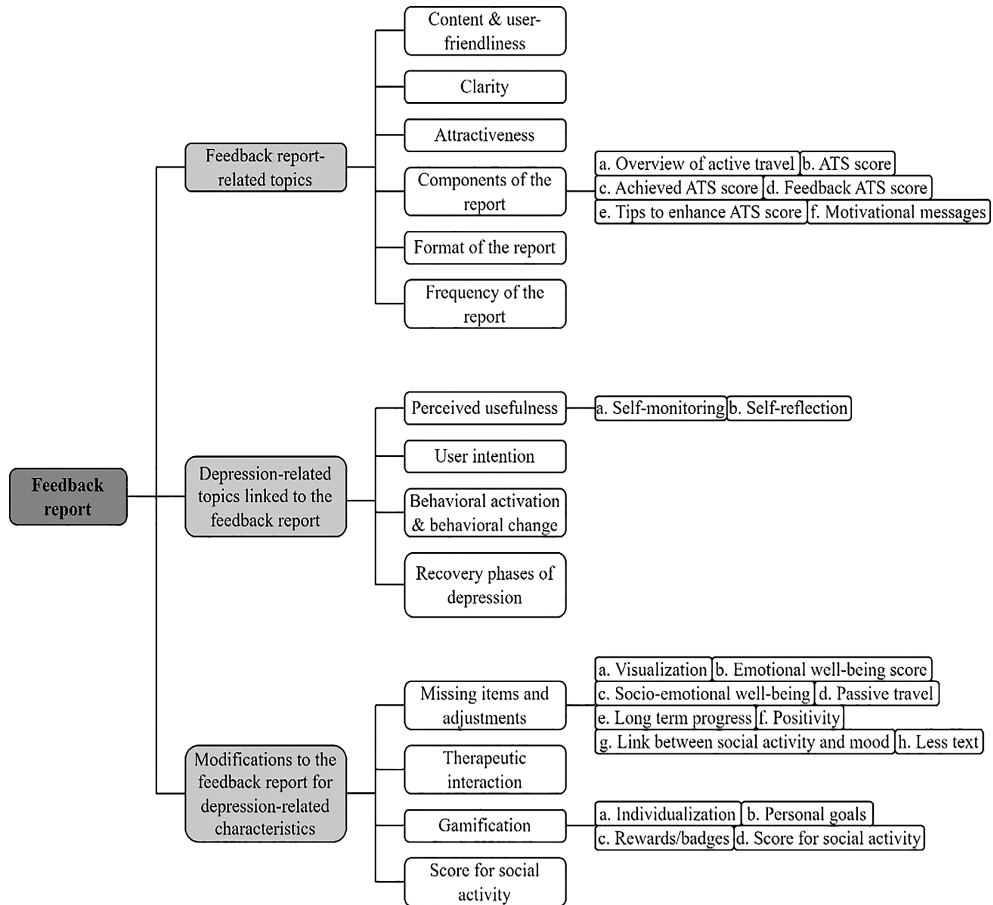 Content & user-
friendliness
Clarity
Attractiveness
Feedback report-
related topics
Components of the
report
a. Overview of active travel b. ATS score
c. Achieved ATS score d. Feedback ATS score
e. Tips to enhance ATS score f. Motivational messages
Format of the report
Frequency of the
report
Perceived usefulness
a. Self-monitoring b. Self-reflection
User intention
Feedback
report
Depression-related
topics linked to the
feedback report
Behavioral activation
& behavioral change
Recovery phases of
depression
Missing items and
adjustments
a. Visualization b. Emotional well-being score
c. Socio-emotional well-being d. Passive travel
e. Long term progress f. Positivity
g. Link between social activity and mood h. Less text
Modifications to the
feedback report for
depression-related
characteristics
Therapeutic
interaction
Gamification
a. Individualization b. Personal goals
c. Rewards/badges d. Score for social activity
Score for social
activity